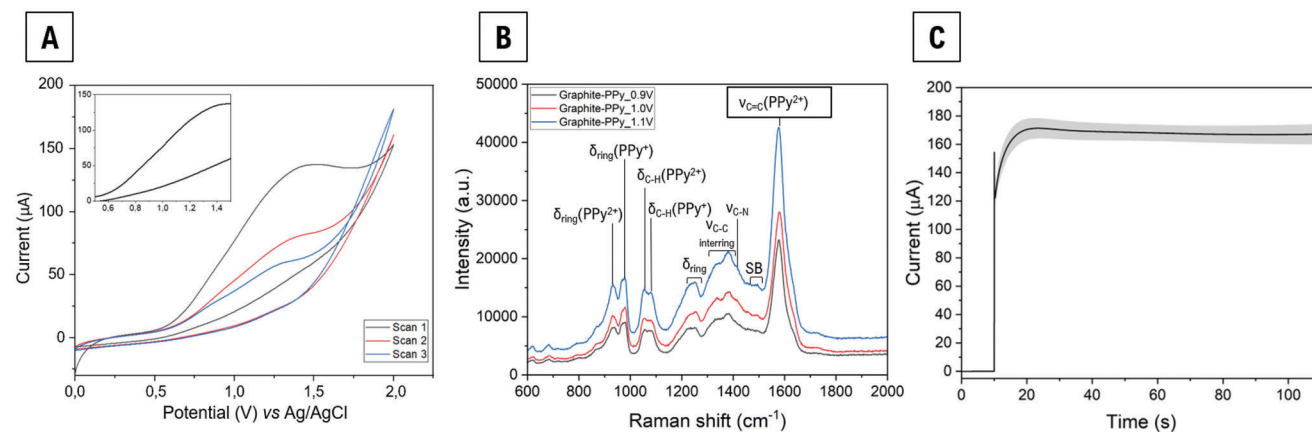 A
Current (µA)
200
150
100
50
0
0,0
0,5
1,0
1,5
2,0
Potential (V) vs Ag/AgCl
150
125
100
75
50
25
0
0,6
0,8
1,0
1,2
1,4
Scan 1
Scan 2
Scan 3
B
Intensity (a.u.)
50000
40000
30000
20000
10000
0
600
800
1000
1200
1400
1600
1800
2000
Raman shift (cm⁻¹)
Graphite-PPy_0.9V
Graphite-PPy_1.0V
Graphite-PPy_1.1V
νC=C(PPy²⁺)
δring(PPy⁺)
δC-H(PPy²⁺)
δring(PPy²⁺)
δC-H(PPy⁺)
νC-N
νC-C
interring
δring
SB
C
Current (µA)
200
180
160
140
120
100
80
60
40
20
0
0
20
40
60
80
100
Time (s)